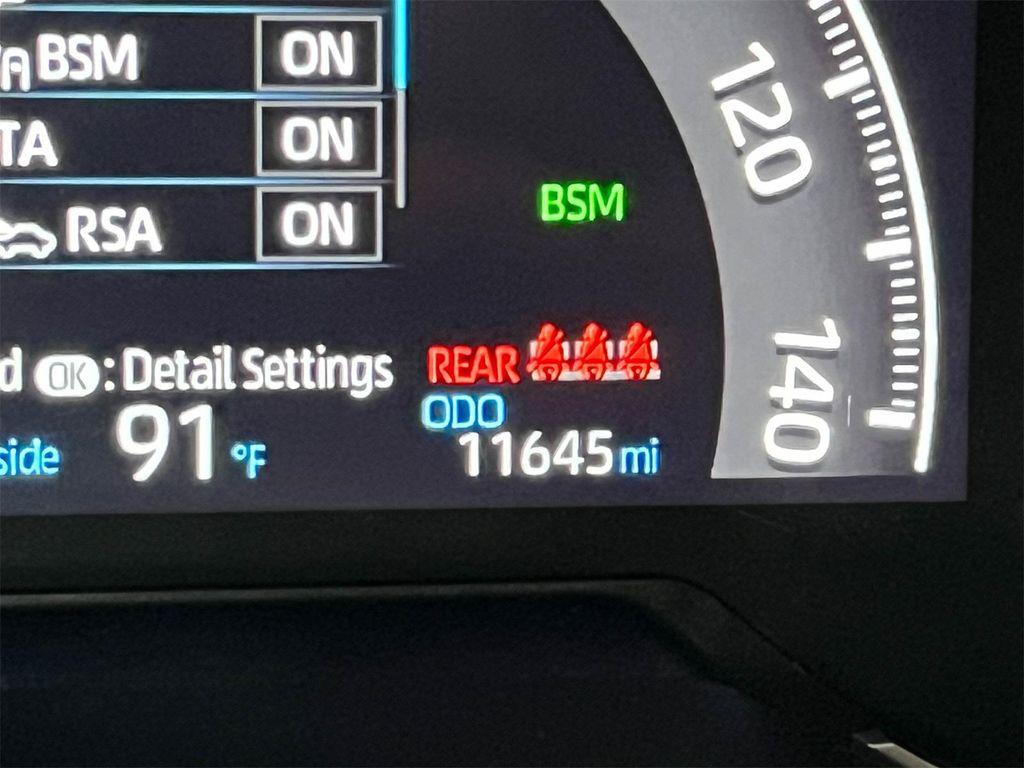 BSM ON
TA ON
RSA ON
BSM
d OK : Detail Settings
REAR
ODO
side 91 °F
11645 mi
120
140